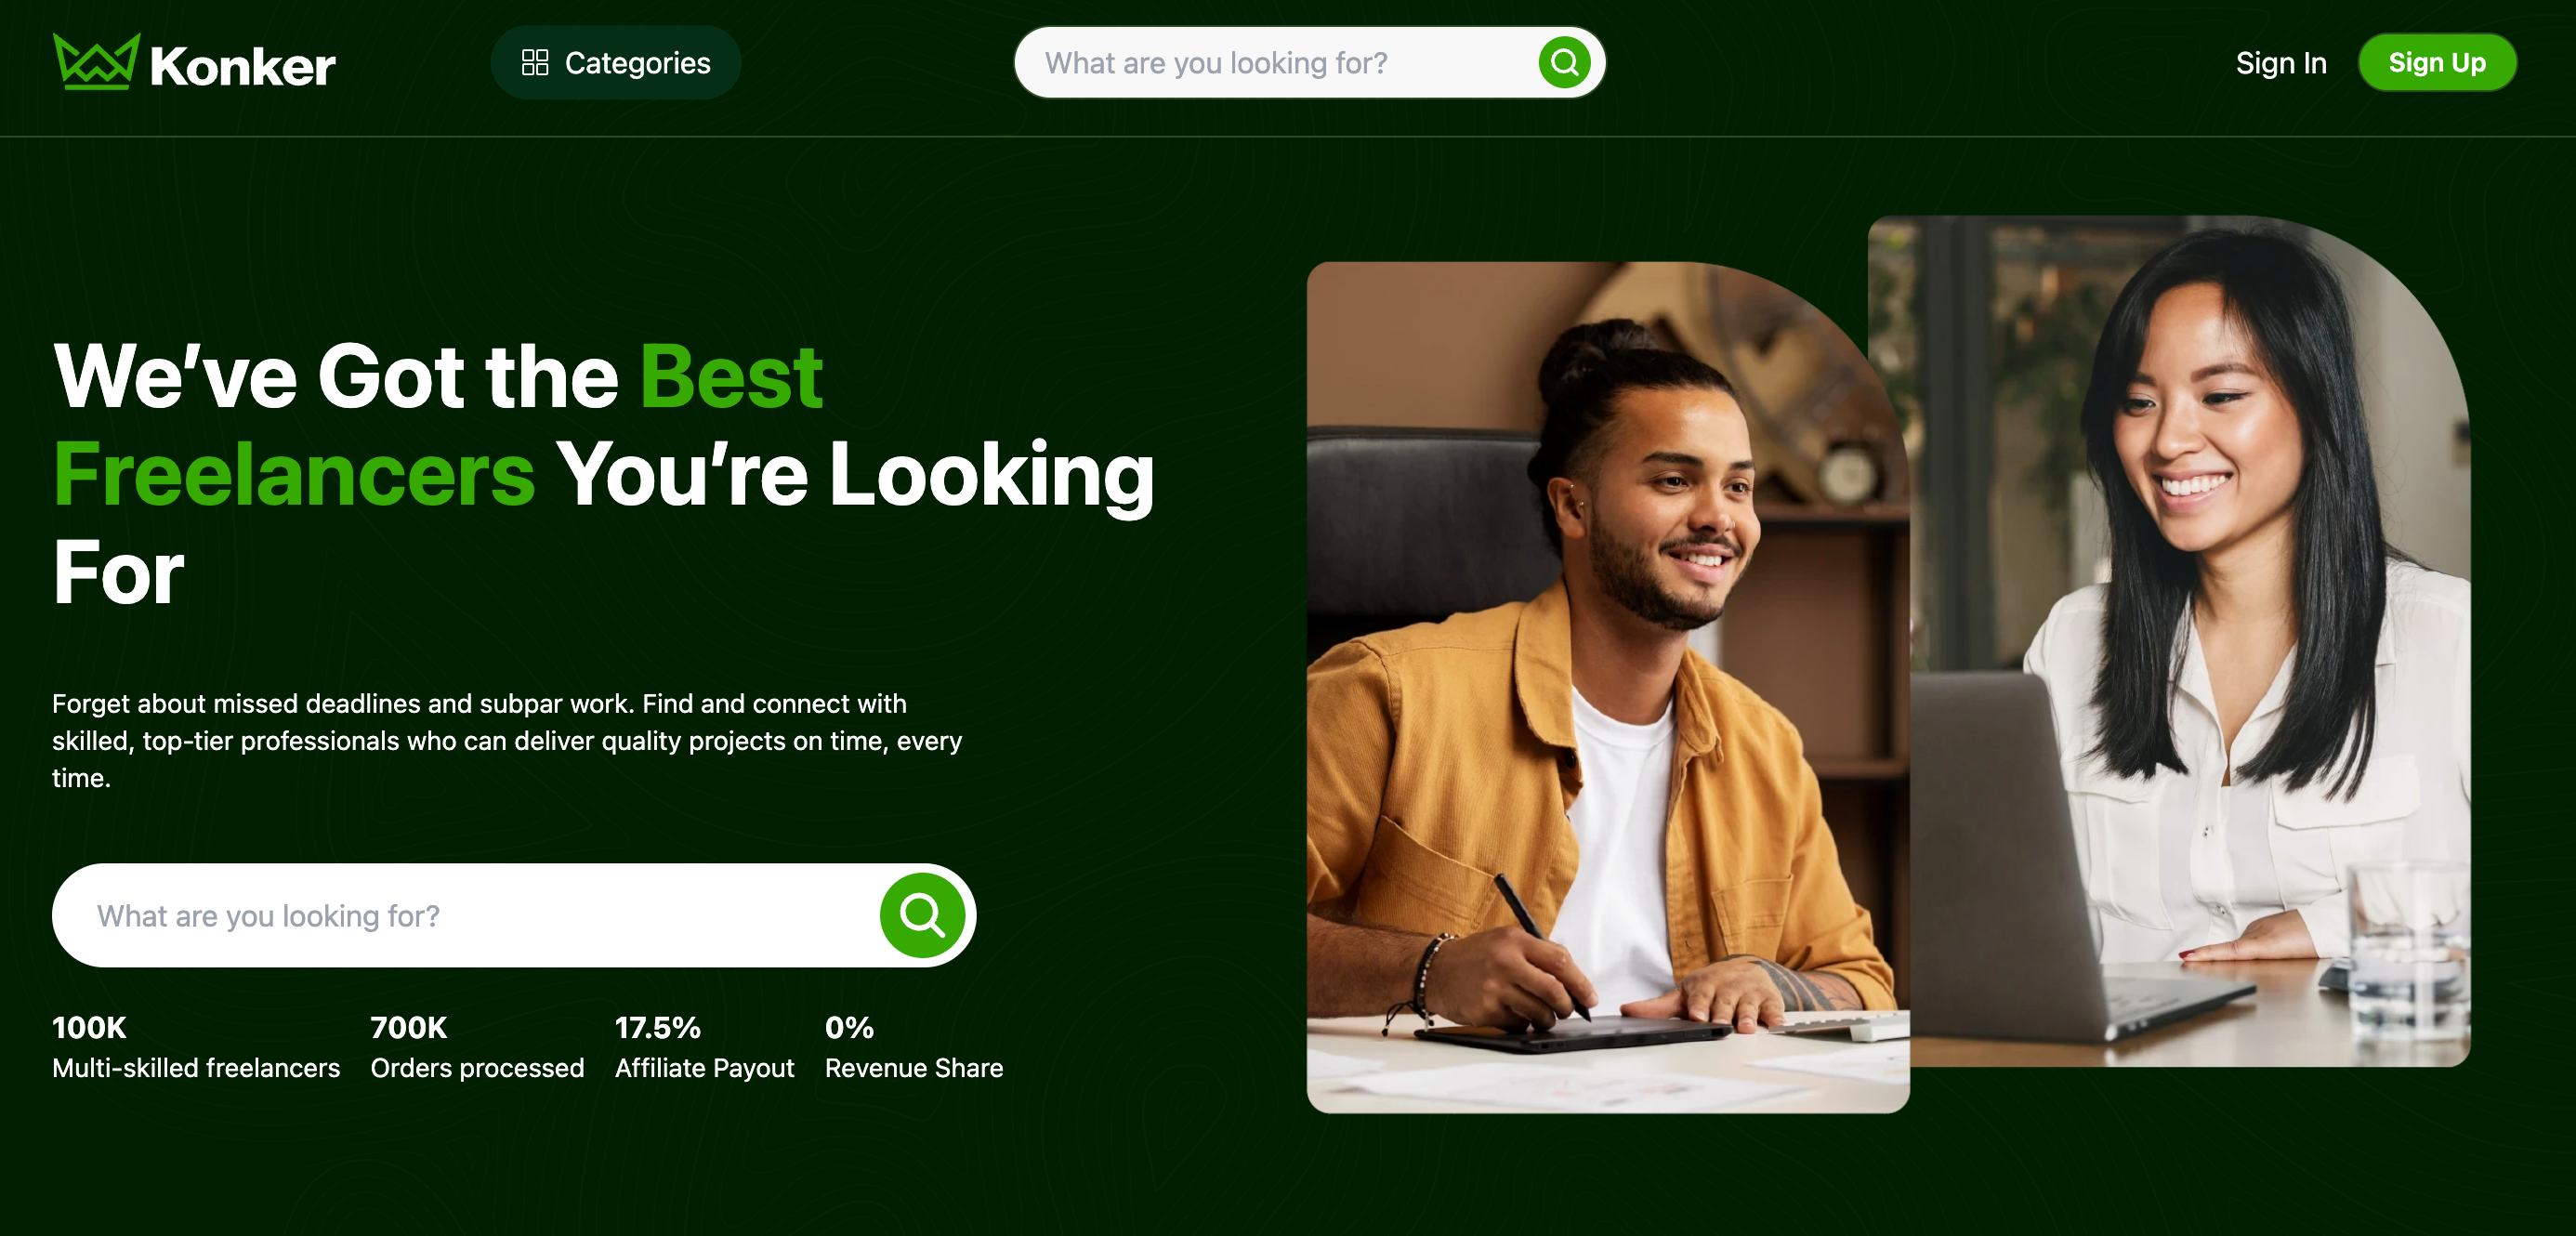 Konker
Categories
What are you looking for?
Sign In
Sign Up
We’ve Got the Best
Freelancers You’re Looking
For
Forget about missed deadlines and subpar work. Find and connect with
skilled, top-tier professionals who can deliver quality projects on time, every
time.
What are you looking for?
100K
Multi-skilled freelancers
700K
Orders processed
17.5%
Affiliate Payout
0%
Revenue Share